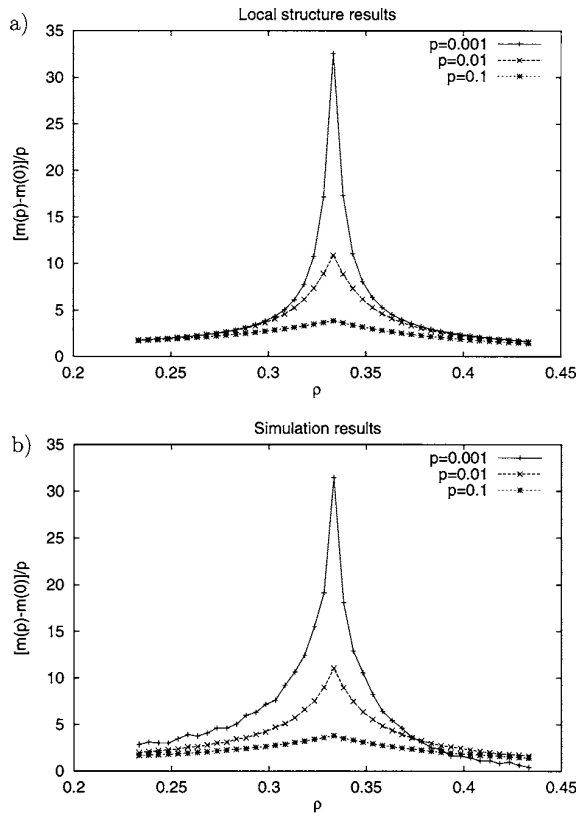 a)
Local structure results
p=0.001
p=0.01
p=0.1
35
30
25
20
15
10
5
0
[m(p)-m(0)]/p
0.2
0.25
0.3
0.35
0.4
0.45
ρ
b)
Simulation results
p=0.001
p=0.01
p=0.1
35
30
25
20
15
10
5
0
[m(p)-m(0)]/p
0.2
0.25
0.3
0.35
0.4
0.45
ρ